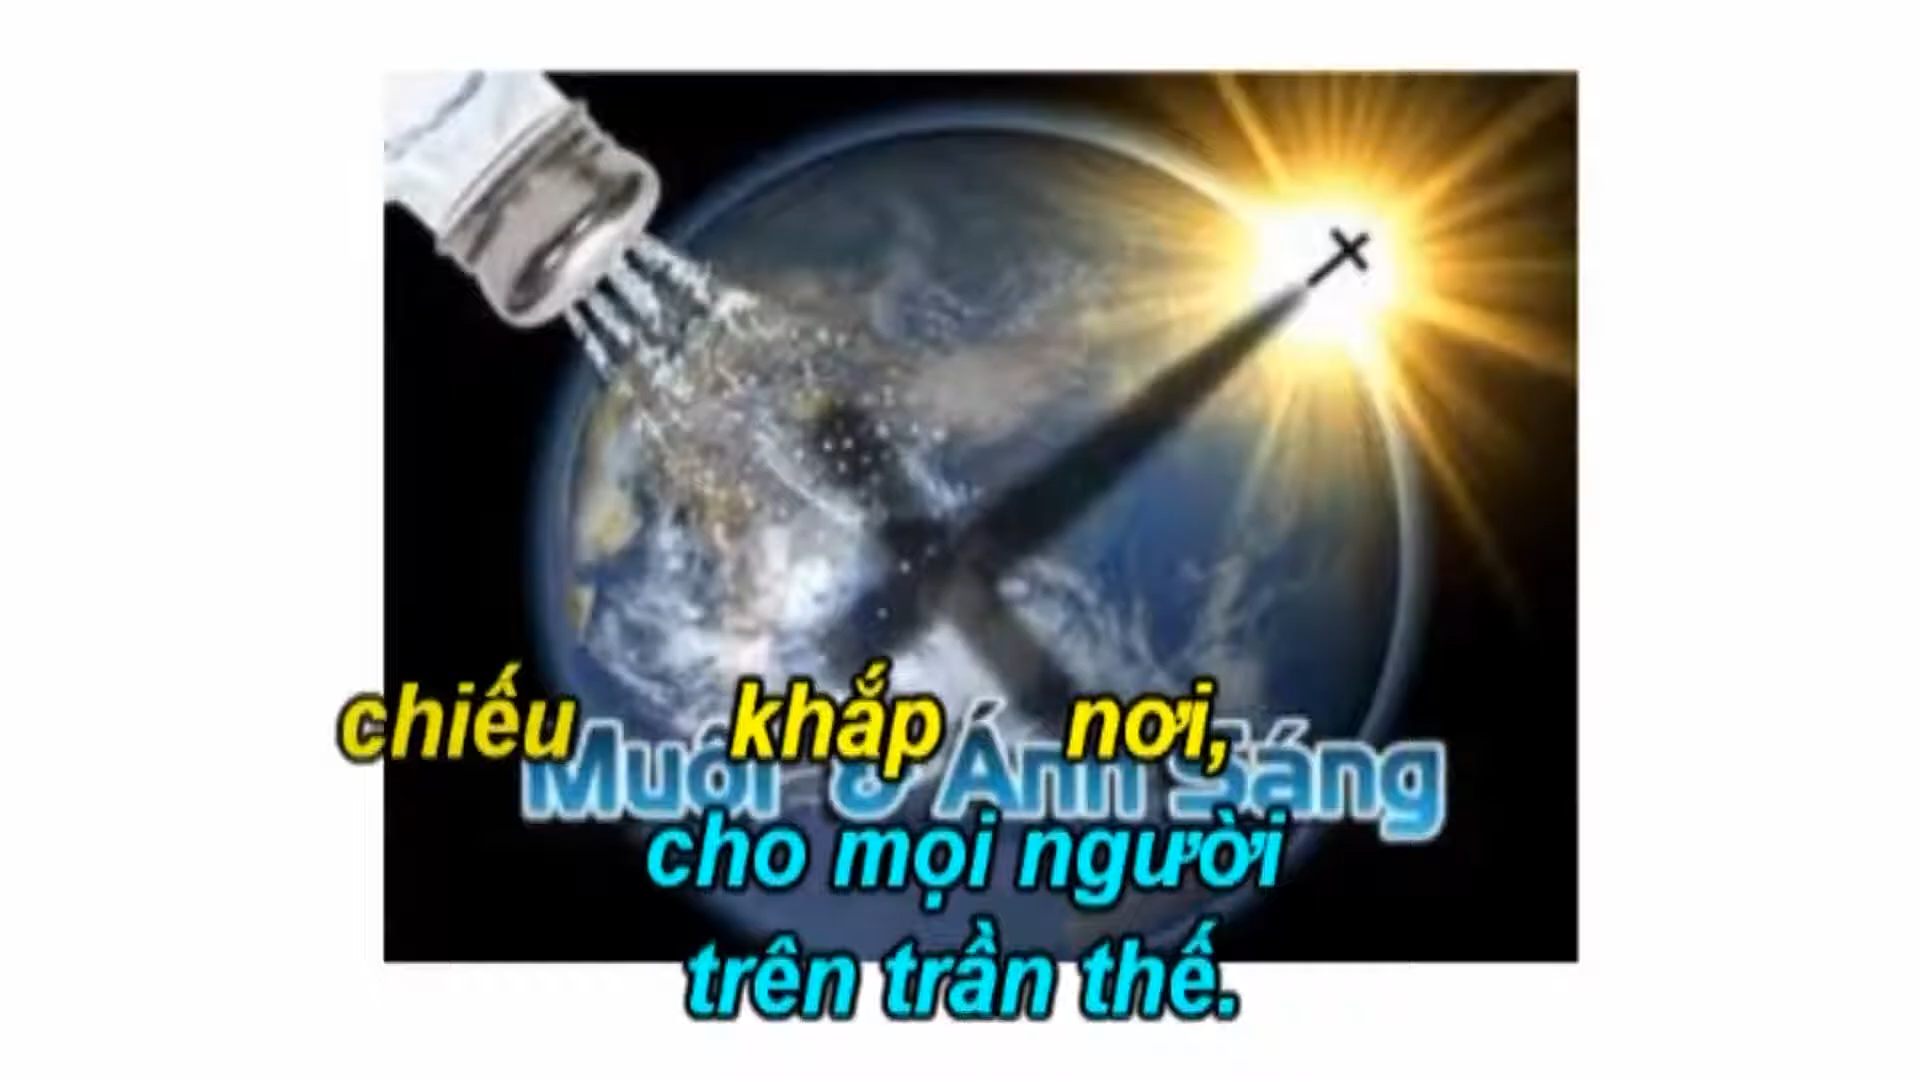 chiếu khắp nơi,
Muối & Ánh Sáng
cho mọi người
trên trần thế.